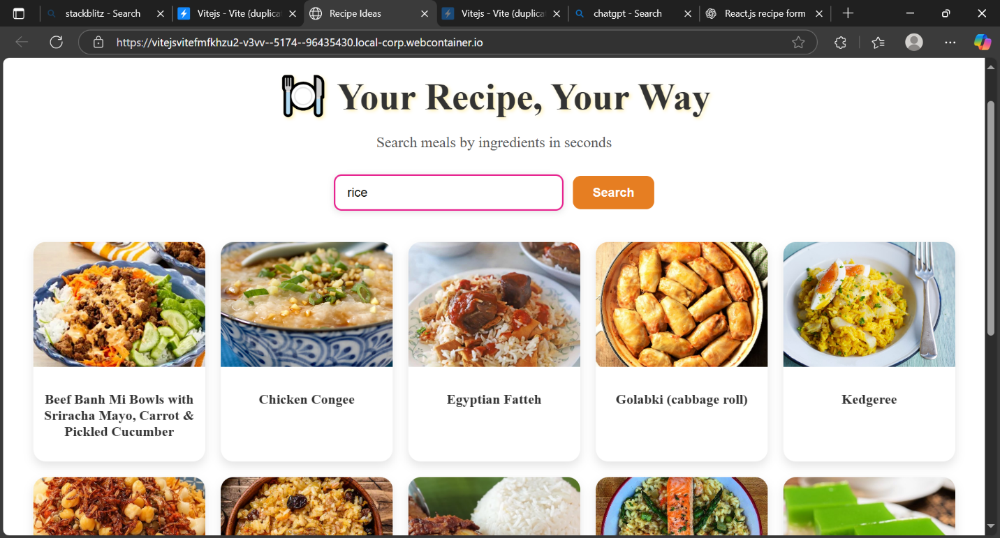 stackblitz - Search
Vitejs - Vite (duplica
Recipe Ideas
Vitejs - Vite (duplica
chatgpt - Search
React.js recipe form
https://vitejsvitefmfkhzu2-v3vv--5174--96435430.local-corp.webcontainer.io
Your Recipe, Your Way
Search meals by ingredients in seconds
rice
Search
Beef Banh Mi Bowls with
Sriracha Mayo, Carrot &
Pickled Cucumber
Chicken Congee
Egyptian Fatteh
Golabki (cabbage roll)
Kedgeree